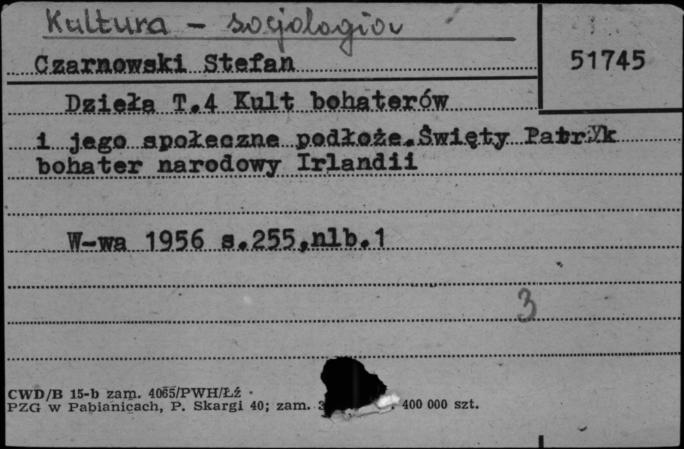 Kultura – socjologia
Czarnowski Stefan
51745
Dzieła T.4 Kult bohaterów
i jego społeczne podłoże.Święty Patryk
bohater narodowy Irlandii
W-wa 1956 s.255,nlb.1
3
CWD/B 15-b zam. 4065/PWH/Łź
PZG w Pabianicach, P. Skargi 40; zam. 400 000 szt.